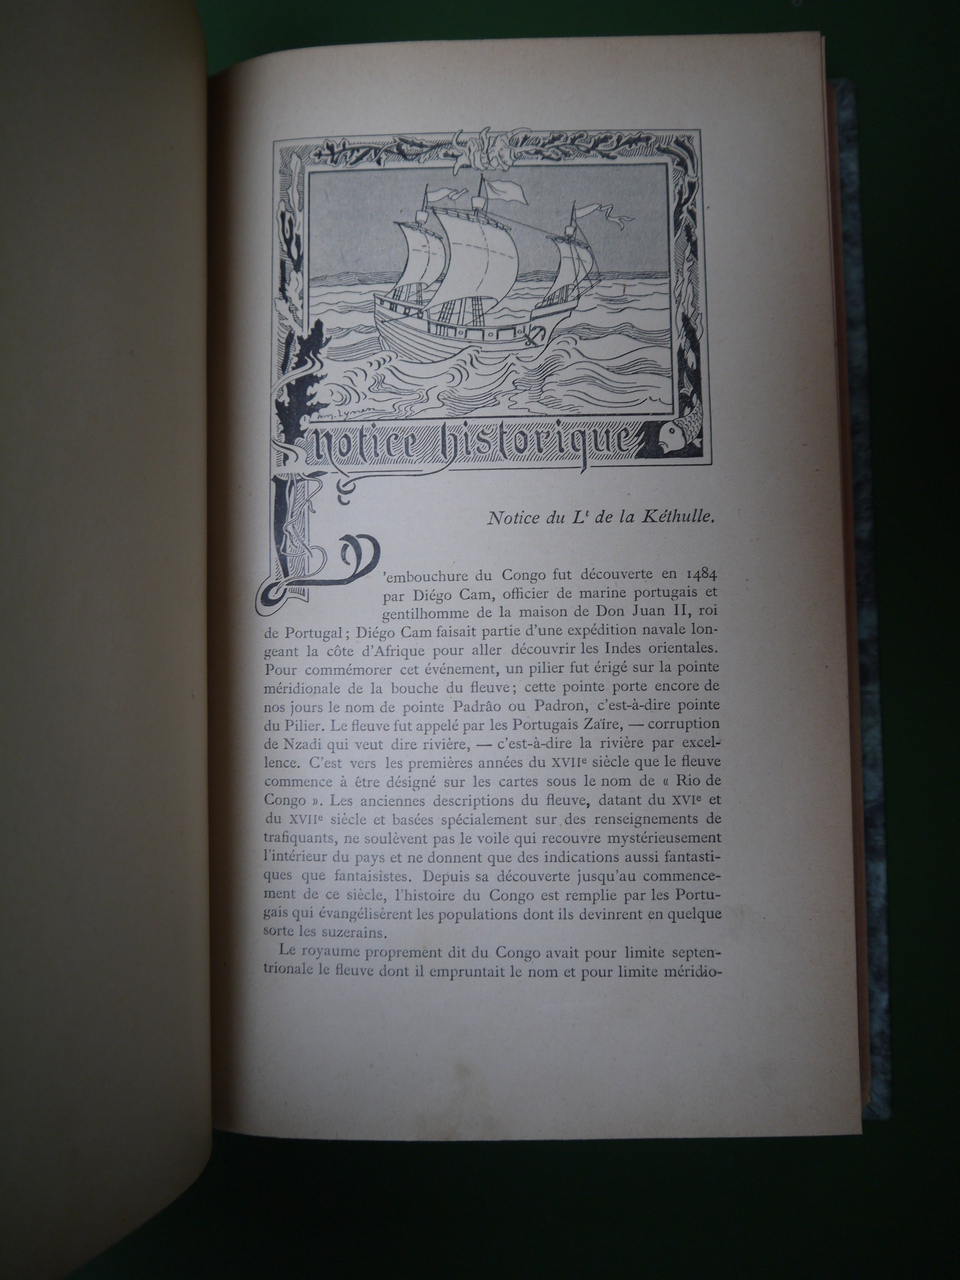 Am. Lynen
notice historique
Notice du Lᵗ de la Kéthulle.
L'embouchure du Congo fut découverte en 1484
par Diégo Cam, officier de marine portugais et
gentilhomme de la maison de Don Juan II, roi
de Portugal ; Diégo Cam faisait partie d'une expédition navale lon-
geant la côte d'Afrique pour aller découvrir les Indes orientales.
Pour commémorer cet événement, un pilier fut érigé sur la pointe
méridionale de la bouche du fleuve ; cette pointe porte encore de
nos jours le nom de pointe Padrâo ou Padron, c'est-à-dire pointe
du Pilier. Le fleuve fut appelé par les Portugais Zaïre, — corruption
de Nzadi qui veut dire rivière, — c'est-à-dire la rivière par excel-
lence. C'est vers les premières années du XVIIᵉ siècle que le fleuve
commence à être désigné sur les cartes sous le nom de « Rio de
Congo ». Les anciennes descriptions du fleuve, datant du XVIᵉ et
du XVIIᵉ siècle et basées spécialement sur des renseignements de
trafiquants, ne soulèvent pas le voile qui recouvre mystérieusement
l'intérieur du pays et ne donnent que des indications aussi fantasti-
ques que fantaisistes. Depuis sa découverte jusqu'au commence-
ment de ce siècle, l'histoire du Congo est remplie par les Portu-
gais qui évangélisèrent les populations dont ils devinrent en quelque
sorte les suzerains.
Le royaume proprement dit du Congo avait pour limite septen-
trionale le fleuve dont il empruntait le nom et pour limite méridio-